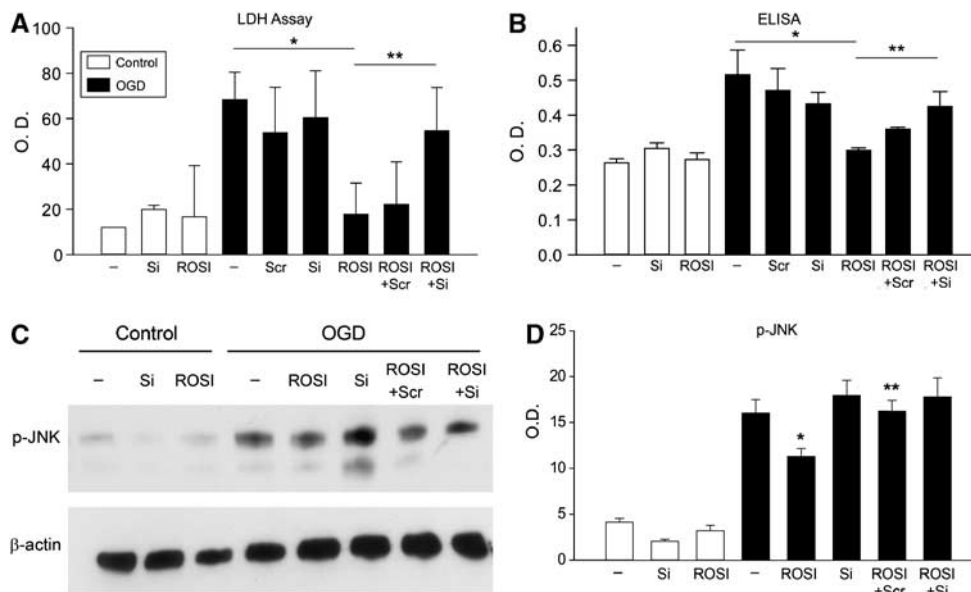 A
LDH Assay
O. D.
100
80
60
40
20
0
Control
OGD
*
**
– Si ROSI – Scr Si ROSI ROSI +Scr ROSI +Si
B
ELISA
O. D.
0.6
0.5
0.4
0.3
0.2
0.1
0.0
*
**
– Si ROSI – Scr Si ROSI ROSI +Scr ROSI +Si
C
Control OGD
– Si ROSI – ROSI Si ROSI +Scr ROSI +Si
p-JNK
β-actin
D
p-JNK
O.D.
25
20
15
10
5
0
*
**
– Si ROSI – ROSI Si ROSI +Scr ROSI +Si